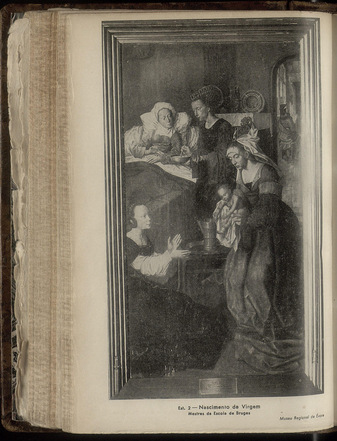 Est. 2 — Nascimento da Virgem
Mestres da Escola de Bruges
Museu Regional de Évora